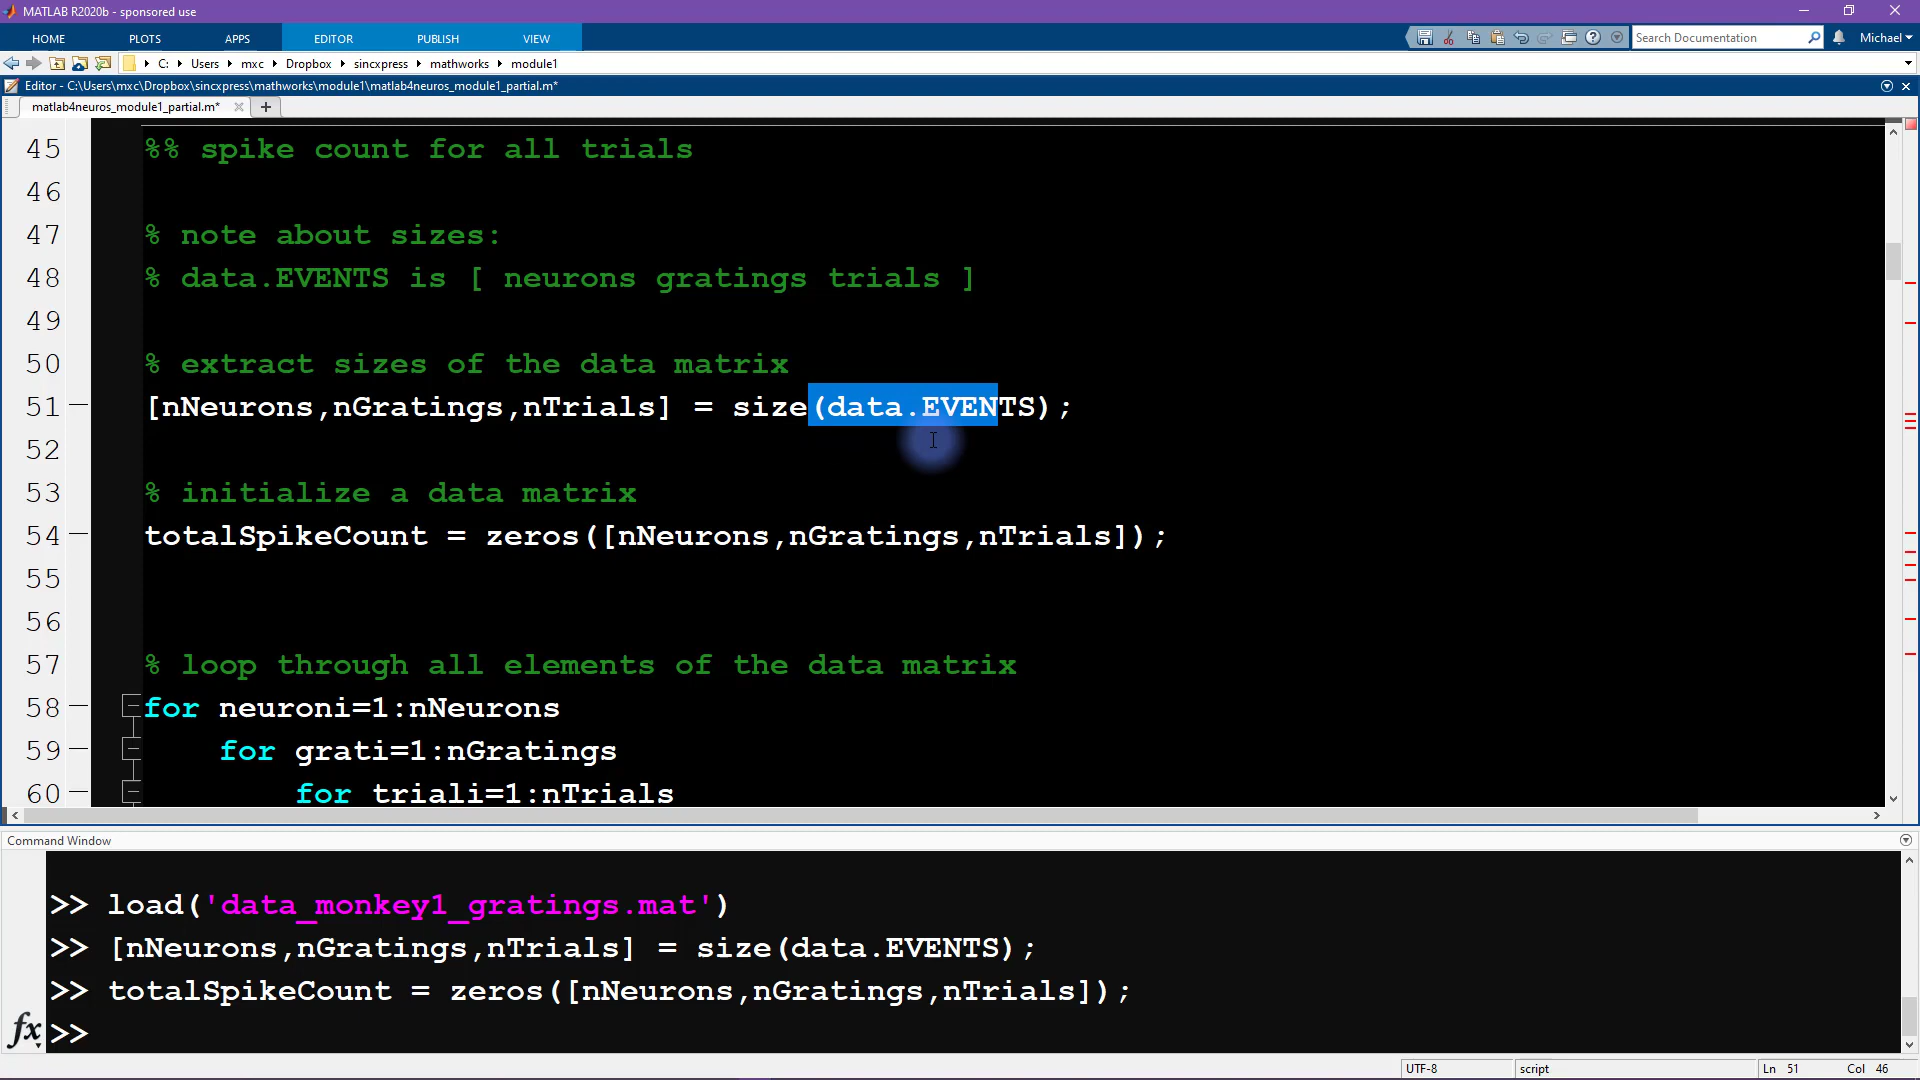 MATLAB R2020b - sponsored use
HOME PLOTS APPS EDITOR PUBLISH VIEW Search Documentation Michael
C: Users mxc Dropbox sincxpress mathworks module1
Editor - C:\Users\mxc\Dropbox\sincxpress\mathworks\module1\matlab4neuros_module1_partial.m*
matlab4neuros_module1_partial.m*
45 %% spike count for all trials
46
47 % note about sizes:
48 % data.EVENTS is [ neurons gratings trials ]
49
50 % extract sizes of the data matrix
51 [nNeurons,nGratings,nTrials] = size(data.EVENTS);
52
53 % initialize a data matrix
54 totalSpikeCount = zeros([nNeurons,nGratings,nTrials]);
55
56
57 % loop through all elements of the data matrix
58 for neuroni=1:nNeurons
59 for grati=1:nGratings
60 for triali=1:nTrials
Command Window
>> load('data_monkey1_gratings.mat')
>> [nNeurons,nGratings,nTrials] = size(data.EVENTS);
>> totalSpikeCount = zeros([nNeurons,nGratings,nTrials]);
fx >>
UTF-8 script Ln 51 Col 46